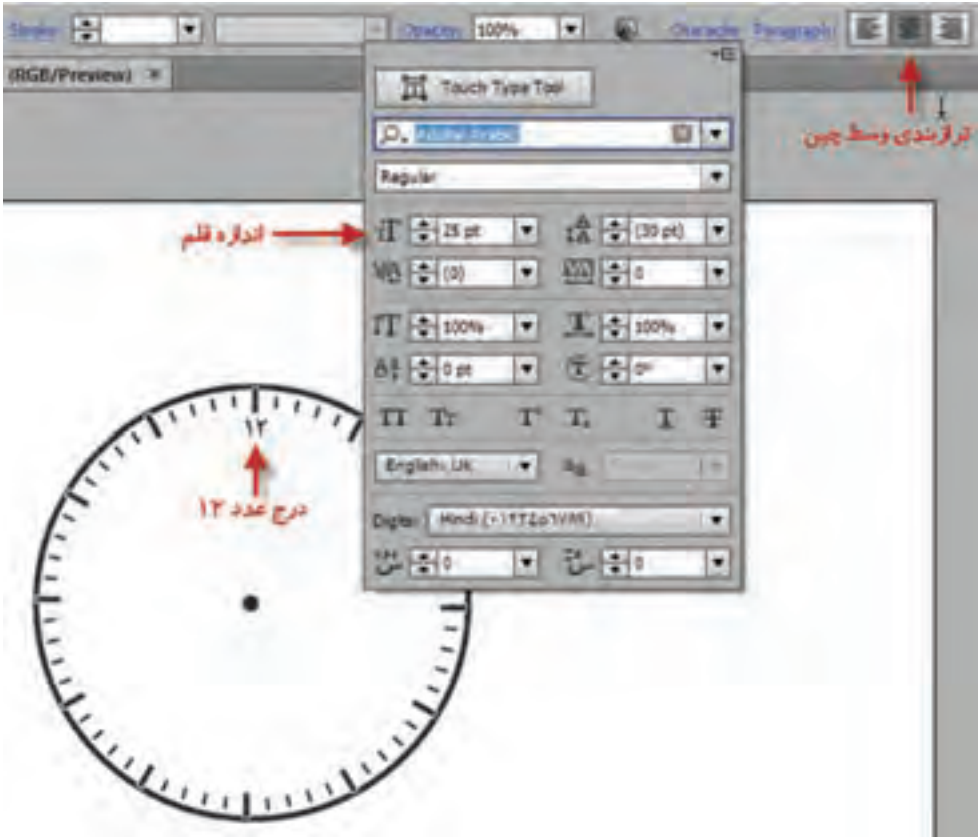 Stroke: Opacity: 100% Character Paragraph:
(RGB/Preview) ×
Touch Type Tool
ترازبندی وسط چین
Adobe Arabic
Regular
اندازه قلم
25 pt (30 pt)
(0) 0
100% 100%
0 pt 0°
۱۲
English: UK
درج عدد ۱۲
Digits:
0 0